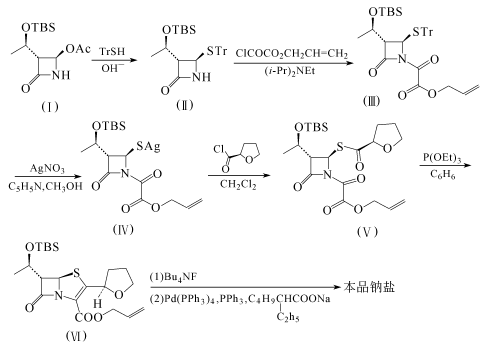 OTBS
OAc
O
NH
(Ⅰ)
TrSH
OH⁻
OTBS
STr
O
NH
(Ⅱ)
ClCOCO₂CH₂CH=CH₂
(i-Pr)₂NEt
OTBS
STr
O
N
O
O
O
(Ⅲ)
AgNO₃
C₅H₅N,CH₃OH
OTBS
SAg
O
N
O
O
O
(Ⅳ)
Cl
O
O
CH₂Cl₂
OTBS
S
O
O
O
N
O
O
O
(Ⅴ)
P(OEt)₃
C₆H₆
OTBS
S
O
N
H
O
COO
(Ⅵ)
(1)Bu₄NF
(2)Pd(PPh₃)₄,PPh₃,C₄H₉CHCOONa
C₂H₅
本品钠盐